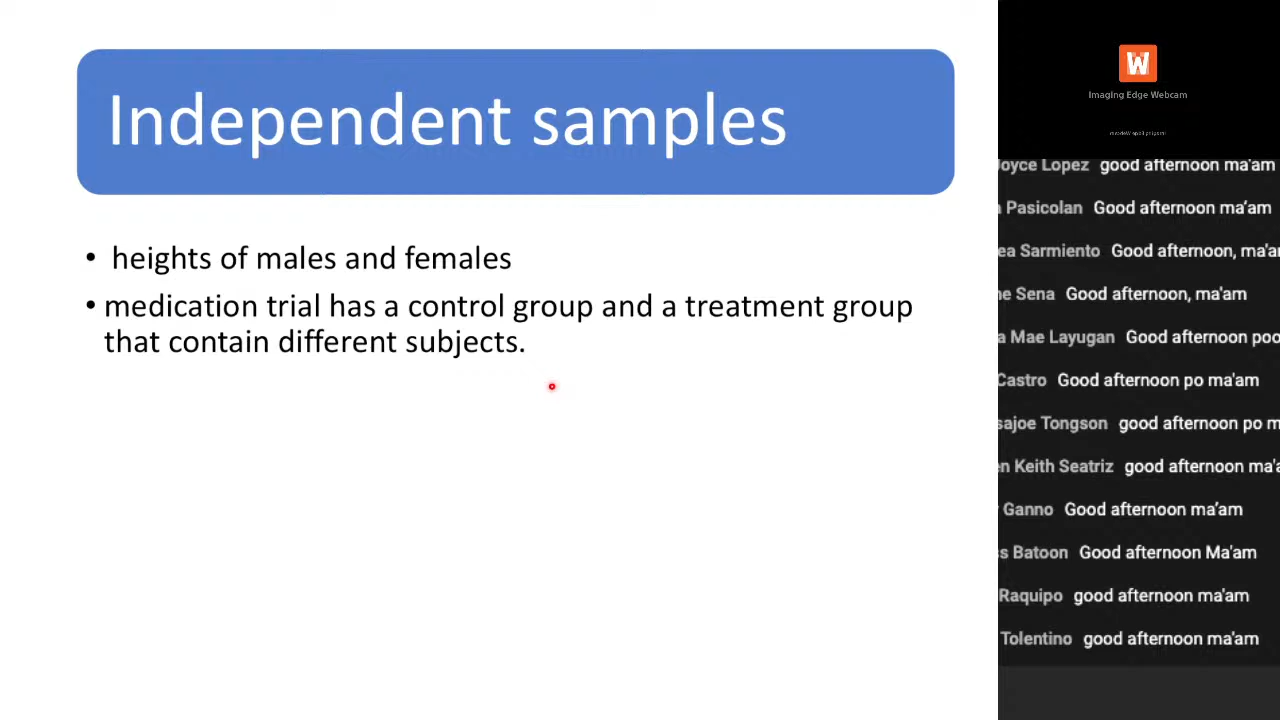 Independent samples
• heights of males and females
• medication trial has a control group and a treatment group
that contain different subjects.
W
Imaging Edge Webcam
Joyce Lopez good afternoon ma'am
Pasicolan Good afternoon ma'am
Sarmiento Good afternoon, ma'am
Sena Good afternoon, ma'am
Mae Layugan Good afternoon poo
Castro Good afternoon po ma'am
Tongson good afternoon po
Keith Seatriz good afternoon
Ganno Good afternoon ma'am
Batoon Good afternoon Ma'am
Raquipo good afternoon ma'am
Tolentino good afternoon ma'am